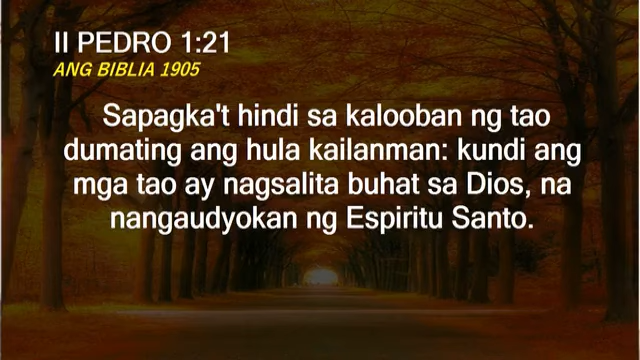 II PEDRO 1:21
ANG BIBLIA 1905
Sapagka't hindi sa kalooban ng tao
dumating ang hula kailanman: kundi ang
mga tao ay nagsalita buhat sa Dios, na
nangaudyokan ng Espiritu Santo.